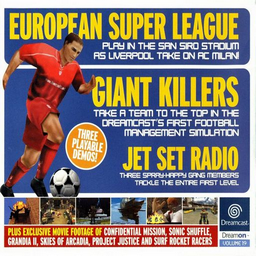 EUROPEAN SUPER LEAGUE
PLAY IN THE SAN SIRO STADIUM
AS LIVERPOOL TAKE ON AC MILAN!
GIANT KILLERS
TAKE A TEAM TO THE TOP IN THE
DREAMCAST'S FIRST FOOTBALL
MANAGEMENT SIMULATION
THREE
PLAYABLE
DEMOS!
JET SET RADIO
THREE SPRAY-HAPPY GANG MEMBERS
TACKLE THE ENTIRE FIRST LEVEL
PLUS EXCLUSIVE MOVIE FOOTAGE OF CONFIDENTIAL MISSION, SONIC SHUFFLE,
GRANDIA II, SKIES OF ARCADIA, PROJECT JUSTICE AND SURF ROCKET RACERS
Dreamcast
Dreamon
VOLUME 19